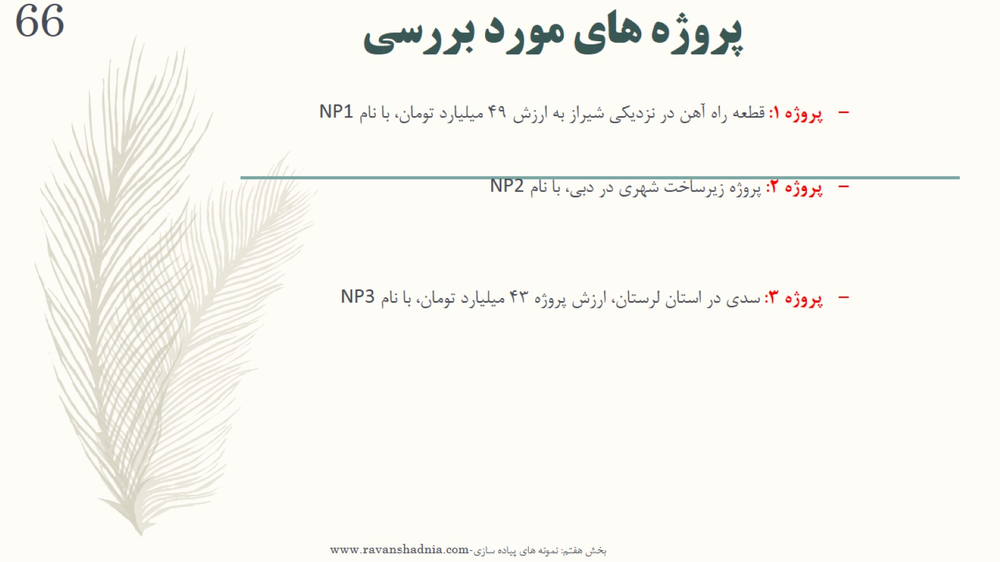 66
پروژه های مورد بررسی
– پروژه ۱: قطعه راه آهن در نزدیکی شیراز به ارزش ۴۹ میلیارد تومان، با نام NP1
– پروژه ۲: پروژه زیرساخت شهری در دبی، با نام NP2
– پروژه ۳: سدی در استان لرستان، ارزش پروژه ۴۳ میلیارد تومان، با نام NP3
بخش هفتم: نمونه های پیاده سازی-www.ravanshadnia.com